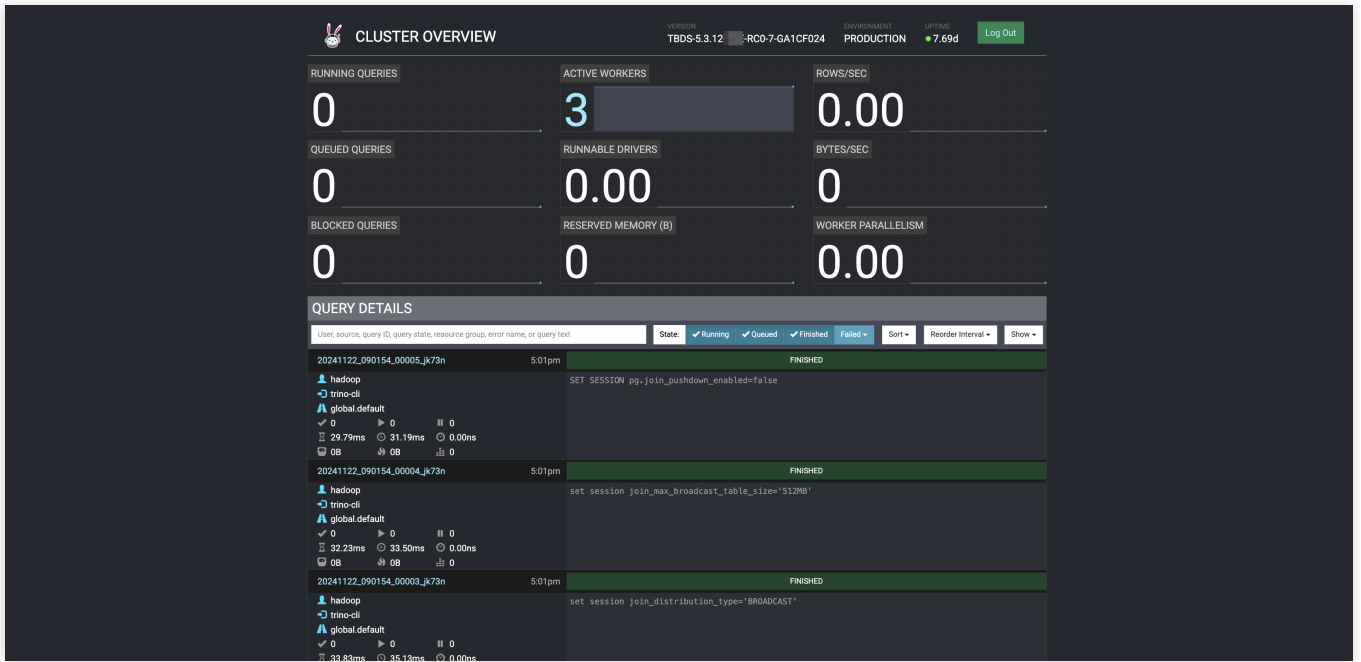 CLUSTER OVERVIEW
VERSION ENVIRONMENT UPTIME
TBDS-5.3.12 -RC0-7-GA1CF024 PRODUCTION 7.69d Log Out
RUNNING QUERIES ACTIVE WORKERS ROWS/SEC
0 3 0.00
QUEUED QUERIES RUNNABLE DRIVERS BYTES/SEC
0 0.00 0
BLOCKED QUERIES RESERVED MEMORY (B) WORKER PARALLELISM
0 0 0.00
QUERY DETAILS
User, source, query ID, query state, resource group, error name, or query text State: Running Queued Finished Failed Sort Reorder Interval Show
20241122_090154_00005_jk73n 5:01pm FINISHED
hadoop SET SESSION pg.join_pushdown_enabled=false
trino-cli
global.default
0 0 0
29.79ms 31.19ms 0.00ns
0B 0B 0
20241122_090154_00004_jk73n 5:01pm FINISHED
hadoop set session join_max_broadcast_table_size='512MB'
trino-cli
global.default
0 0 0
32.23ms 33.50ms 0.00ns
0B 0B 0
20241122_090154_00003_jk73n 5:01pm FINISHED
hadoop set session join_distribution_type='BROADCAST'
trino-cli
global.default
0 0 0
33.83ms 35.13ms 0.00ns